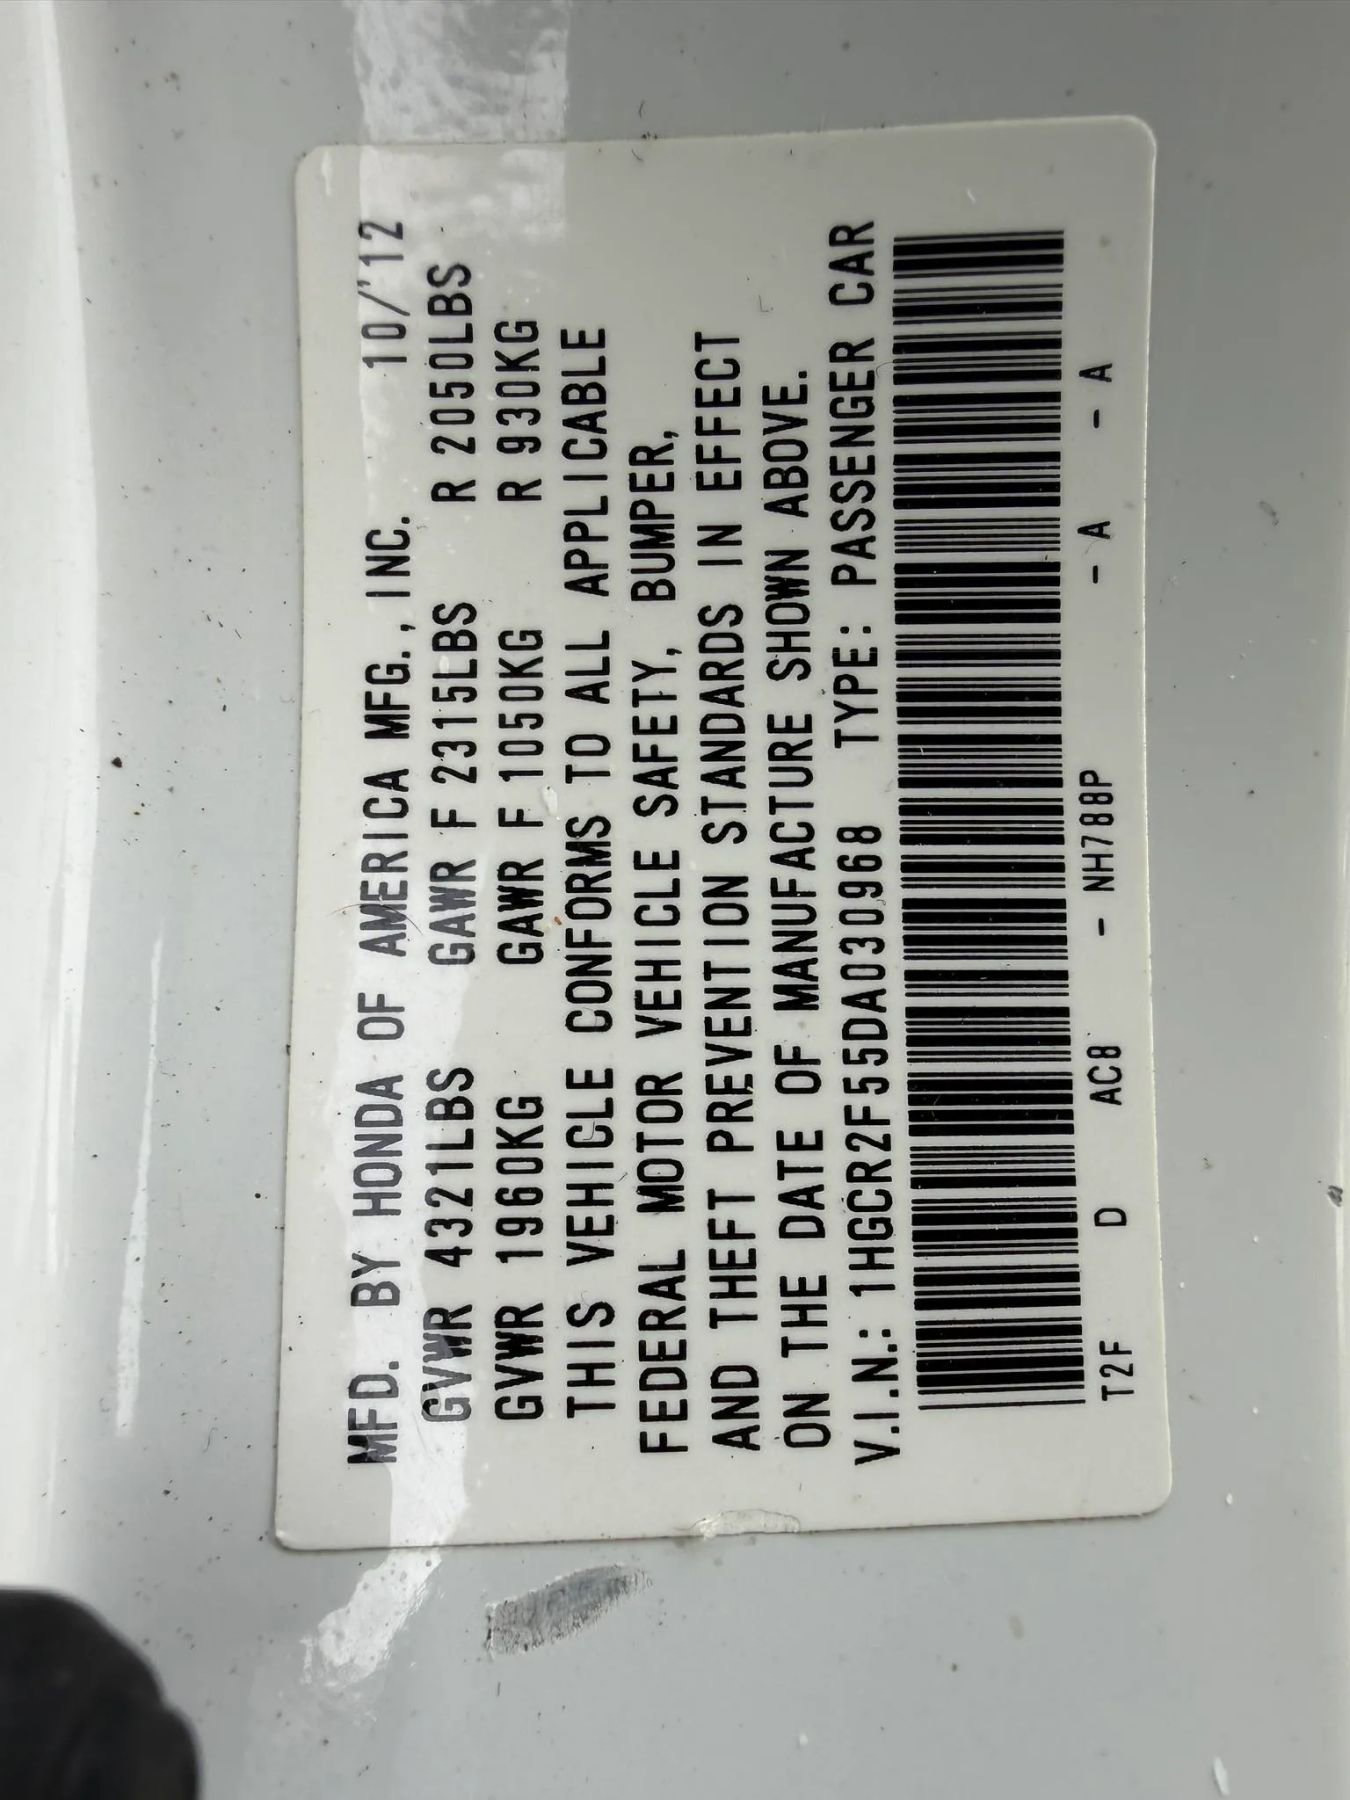 MFD. BY HONDA OF AMERICA MFG., INC. 10/'12
GVWR 4321LBS GAWR F 2315LBS R 2050LBS
GVWR 1960KG GAWR F 1050KG R 930KG
THIS VEHICLE CONFORMS TO ALL APPLICABLE
FEDERAL MOTOR VEHICLE SAFETY, BUMPER,
AND THEFT PREVENTION STANDARDS IN EFFECT
ON THE DATE OF MANUFACTURE SHOWN ABOVE.
V.I.N.: 1HGCR2F55DA030968 TYPE: PASSENGER CAR
T2F D AC8 - NH788P - A - A